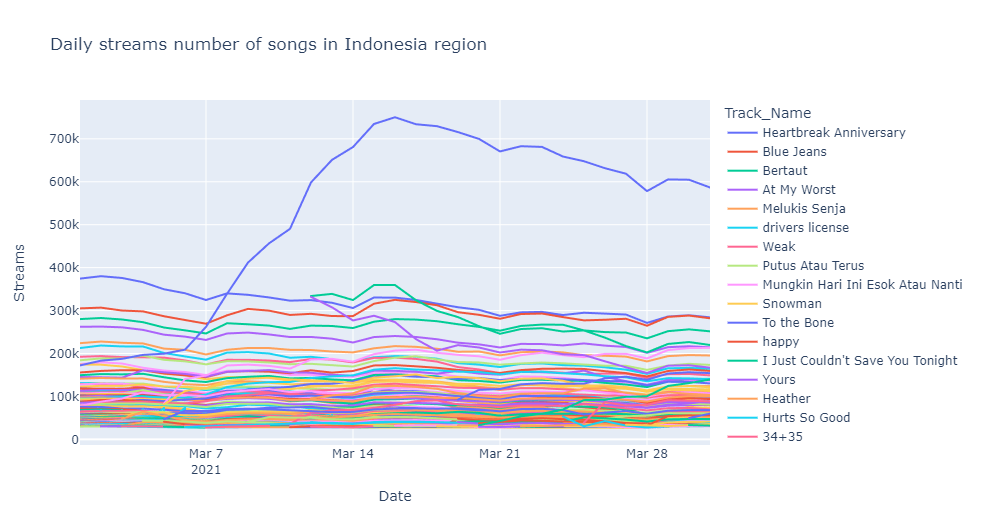 Daily streams number of songs in Indonesia region
Streams
700k
600k
500k
400k
300k
200k
100k
0
Mar 7
2021
Mar 14
Mar 21
Mar 28
Date
Track_Name
Heartbreak Anniversary
Blue Jeans
Bertaut
At My Worst
Melukis Senja
drivers license
Weak
Putus Atau Terus
Mungkin Hari Ini Esok Atau Nanti
Snowman
To the Bone
happy
I Just Couldn't Save You Tonight
Yours
Heather
Hurts So Good
34+35